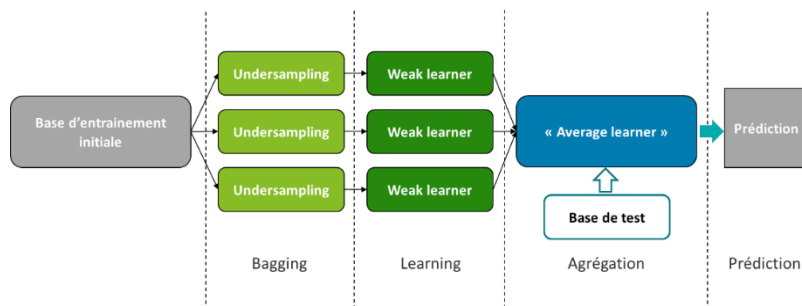 Undersampling
Weak learner
Base d'entrainement
initiale
Undersampling
Weak learner
« Average learner »
Prédiction
Undersampling
Weak learner
Base de test
Bagging
Learning
Agrégation
Prédiction